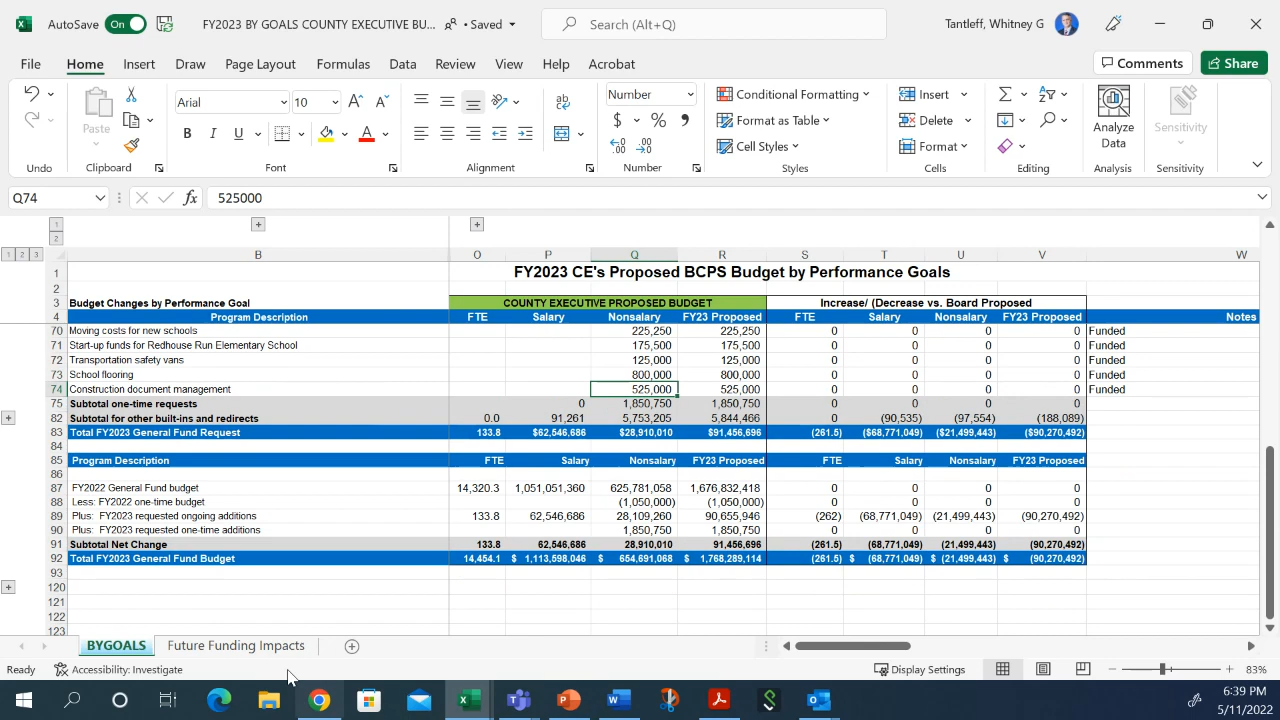 AutoSave On FY2023 BY GOALS COUNTY EXECUTIVE BU... • Saved Search (Alt+Q) Tantleff, Whitney G
File Home Insert Draw Page Layout Formulas Data Review View Help Acrobat Comments Share
Paste Arial 10 Number Conditional Formatting Insert Analyze Data Sensitivity
B I U $ % , Format as Table Delete
Cell Styles Format
Undo Clipboard Font Alignment Number Styles Cells Editing Analysis Sensitivity
Q74 fx 525000
1
2
1 2 3 B O P Q R S T U V W
1 FY2023 CE's Proposed BCPS Budget by Performance Goals
2
3 Budget Changes by Performance Goal COUNTY EXECUTIVE PROPOSED BUDGET Increase/ (Decrease vs. Board Proposed
4 Program Description FTE Salary Nonsalary FY23 Proposed FTE Salary Nonsalary FY23 Proposed Notes
70 Moving costs for new schools 225,250 225,250 0 0 0 0 Funded
71 Start-up funds for Redhouse Run Elementary School 175,500 175,500 0 0 0 0 Funded
72 Transportation safety vans 125,000 125,000 0 0 0 0 Funded
73 School flooring 800,000 800,000 0 0 0 0 Funded
74 Construction document management 525,000 525,000 0 0 0 0 Funded
75 Subtotal one-time requests 0 1,850,750 1,850,750 0 0 0 0
82 Subtotal for other built-ins and redirects 0.0 91,261 5,753,205 5,844,466 0 (90,535) (97,554) (188,089)
83 Total FY2023 General Fund Request 133.8 $62,546,686 $28,910,010 $91,456,696 (261.5) ($68,771,049) ($21,499,443) ($90,270,492)
84
85 Program Description FTE Salary Nonsalary FY23 Proposed FTE Salary Nonsalary FY23 Proposed
86
87 FY2022 General Fund budget 14,320.3 1,051,051,360 625,781,058 1,676,832,418 0 0 0 0
88 Less: FY2022 one-time budget (1,050,000) (1,050,000) 0 0 0 0
89 Plus: FY2023 requested ongoing additions 133.8 62,546,686 28,109,260 90,655,946 (262) (68,771,049) (21,499,443) (90,270,492)
90 Plus: FY2023 requested one-time additions 1,850,750 1,850,750 0 0 0 0
91 Subtotal Net Change 133.8 62,546,686 28,910,010 91,456,696 (261.5) (68,771,049) (21,499,443) (90,270,492)
92 Total FY2023 General Fund Budget 14,454.1 $ 1,113,598,046 $ 654,691,068 $ 1,768,289,114 (261.5) $ (68,771,049) $ (21,499,443) $ (90,270,492)
93
120
121
122
123
BYGOALS Future Funding Impacts
Ready Accessibility: Investigate Display Settings 83%
6:39 PM
5/11/2022